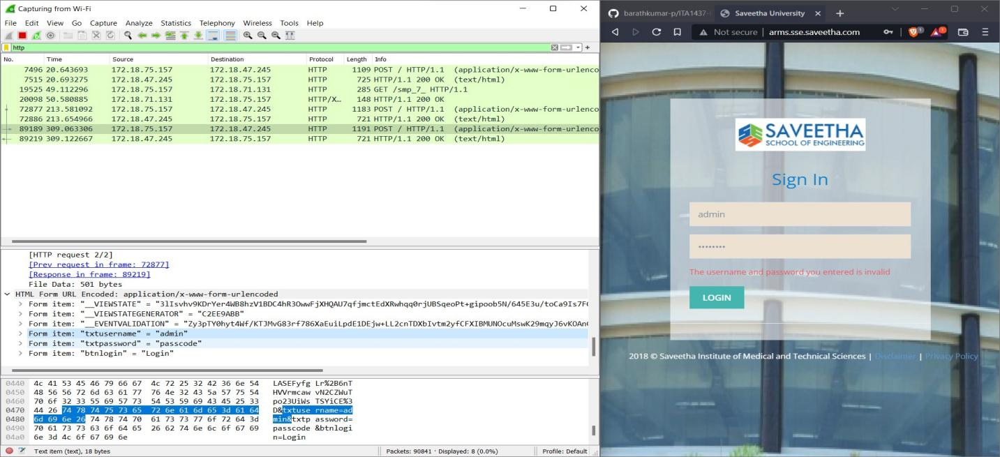 Capturing from Wi-Fi
File Edit View Go Capture Analyze Statistics Telephony Wireless Tools Help
http
No. Time Source Destination Protocol Length Info
7496 20.643693 172.18.75.157 172.18.47.245 HTTP 1109 POST / HTTP/1.1 (application/x-www-form-urlenco
7515 20.693275 172.18.47.245 172.18.75.157 HTTP 725 HTTP/1.1 200 OK (text/html)
19525 49.112296 172.18.75.157 172.18.71.131 HTTP 285 GET /smp_7_ HTTP/1.1
20098 50.580885 172.18.71.131 172.18.75.157 HTTP/X… 148 HTTP/1.1 200 OK
72877 213.581092 172.18.75.157 172.18.47.245 HTTP 1183 POST / HTTP/1.1 (application/x-www-form-urlenco
72886 213.654966 172.18.47.245 172.18.75.157 HTTP 721 HTTP/1.1 200 OK (text/html)
89189 309.063306 172.18.75.157 172.18.47.245 HTTP 1191 POST / HTTP/1.1 (application/x-www-form-urlenco
89219 309.122667 172.18.47.245 172.18.75.157 HTTP 721 HTTP/1.1 200 OK (text/html)
[HTTP request 2/2]
[Prev request in frame: 72877]
[Response in frame: 89219]
File Data: 501 bytes
HTML Form URL Encoded: application/x-www-form-urlencoded
Form item: "__VIEWSTATE" = "3lIsvhv9KDrYer4WB8hzV1BDC4hR3OwwFjXHQAU7qfjmctEdXRwhqq0rjUBSqeoPt+gipoob5N/645E3u/toCa9Is7F
Form item: "__VIEWSTATEGENERATOR" = "C2EE9ABB"
Form item: "__EVENTVALIDATION" = "Zy3pTY0hyt4Wf/KTJMvG83rf786XaEuiLpdE1DEjw+LL2cnTDXbIvtm2yfCFXIBMUNOcuMswK29mqyJ6vKOAn
Form item: "txtusername" = "admin"
Form item: "txtpassword" = "passcode"
Form item: "btnlogin" = "Login"
0440 4c 41 53 45 46 79 66 67 4c 72 25 32 42 36 6e 54 LASEFyfg Lr%2B6nT
0450 48 56 56 72 6d 63 61 77 76 4e 32 43 5a 57 75 54 HVVrmcaw vN2CZWuT
0460 70 6f 32 33 55 69 57 73 54 53 59 69 43 45 25 33 po23UiWs TSYiCE%3
0470 44 26 74 78 74 75 73 65 72 6e 61 6d 65 3d 61 64 D&txtuse rname=ad
0480 6d 69 6e 26 74 78 74 70 61 73 73 77 6f 72 64 3d min&txtp assword=
0490 70 61 73 73 63 6f 64 65 26 62 74 6e 6c 6f 67 69 passcode &btnlogi
04a0 6e 3d 4c 6f 67 69 6e n=Login
Text item (text), 18 bytes Packets: 90841 · Displayed: 8 (0.0%) Profile: Default
barathkumar-p/ITA1437- Saveetha University
Not secure | arms.sse.saveetha.com
SAVEETHA
SCHOOL OF ENGINEERING
Sign In
admin
••••••••
The username and password you entered is invalid
LOGIN
2018 © Saveetha Institute of Medical and Technical Sciences | Disclaimer | Privacy Policy